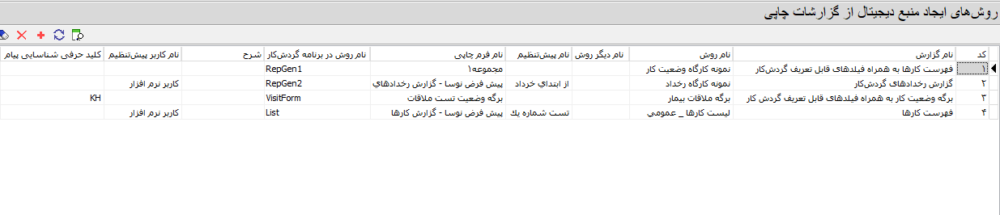 روش‌های ایجاد منبع دیجیتال از گزارشات چاپی
کد نام گزارش نام روش نام دیگر روش نام پیش‌تنظیم نام فرم چاپی نام روش در برنامه گردش‌کار شرح نام کاربر پیش‌تنظیم کلید حرفی شناسایی پیام
۱ فهرست کارها به همراه فیلدهای قابل تعریف گردش‌کار نمونه کارگاه وضعیت کار مجموعه۱ RepGen1
۲ گزارش رخدادهای گردش‌کار نمونه کارگاه رخداد از ابتدای خرداد پیش فرض نوسا - گزارش رخدادهاي RepGen2 کاربر نرم افزار
۳ برگه وضعیت کار به همراه فیلدهای قابل تعریف گردش کار برگه ملاقات بیمار برگه وضعیت تست ملاقات VisitForm KH
۴ فهرست کارها لیست کارها _ عمومي تست شماره يك پیش فرض نوسا - گزارش کارها List کاربر نرم افزار